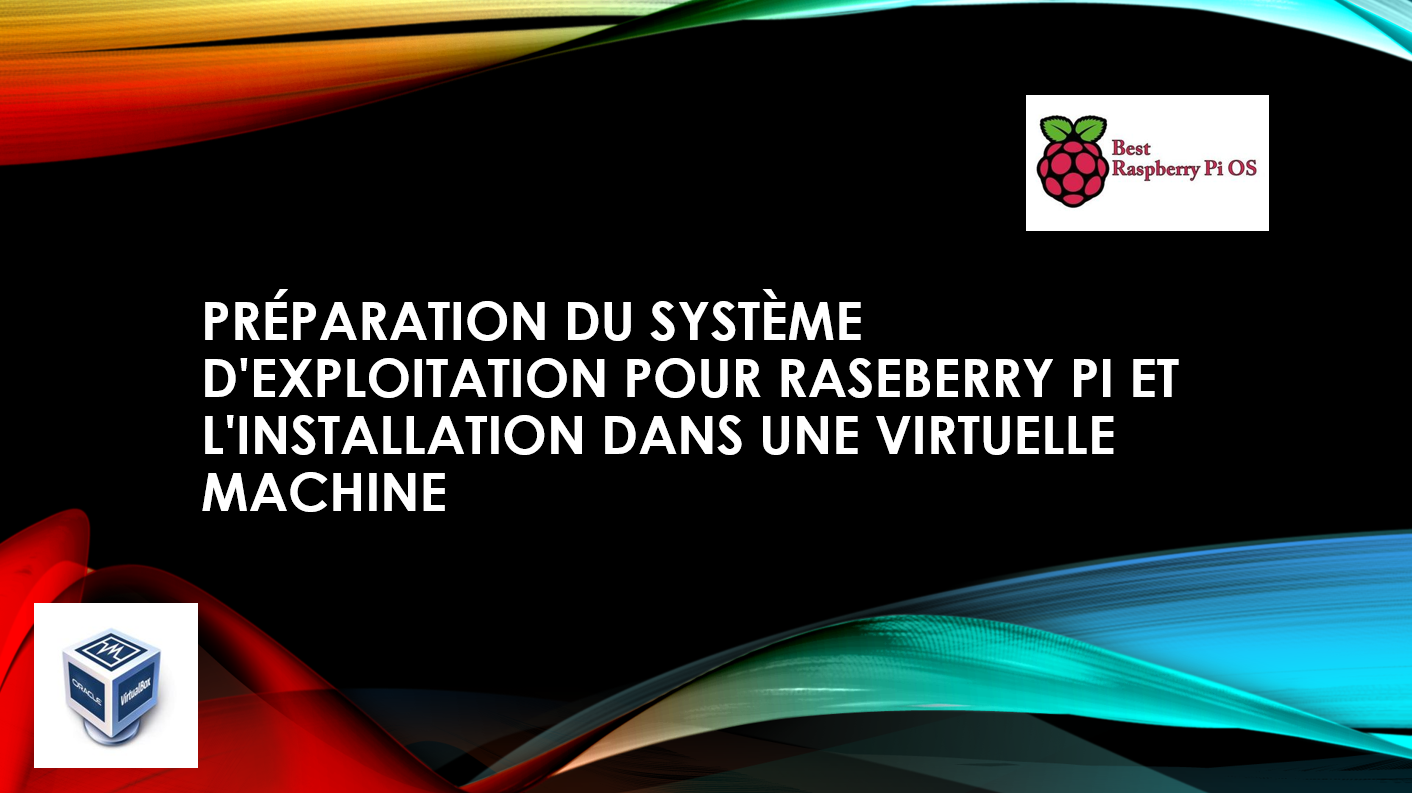 Best
Raspberry Pi OS
PRÉPARATION DU SYSTÈME
D'EXPLOITATION POUR RASEBERRY PI ET
L'INSTALLATION DANS UNE VIRTUELLE
MACHINE
ORACLE
VirtualBox